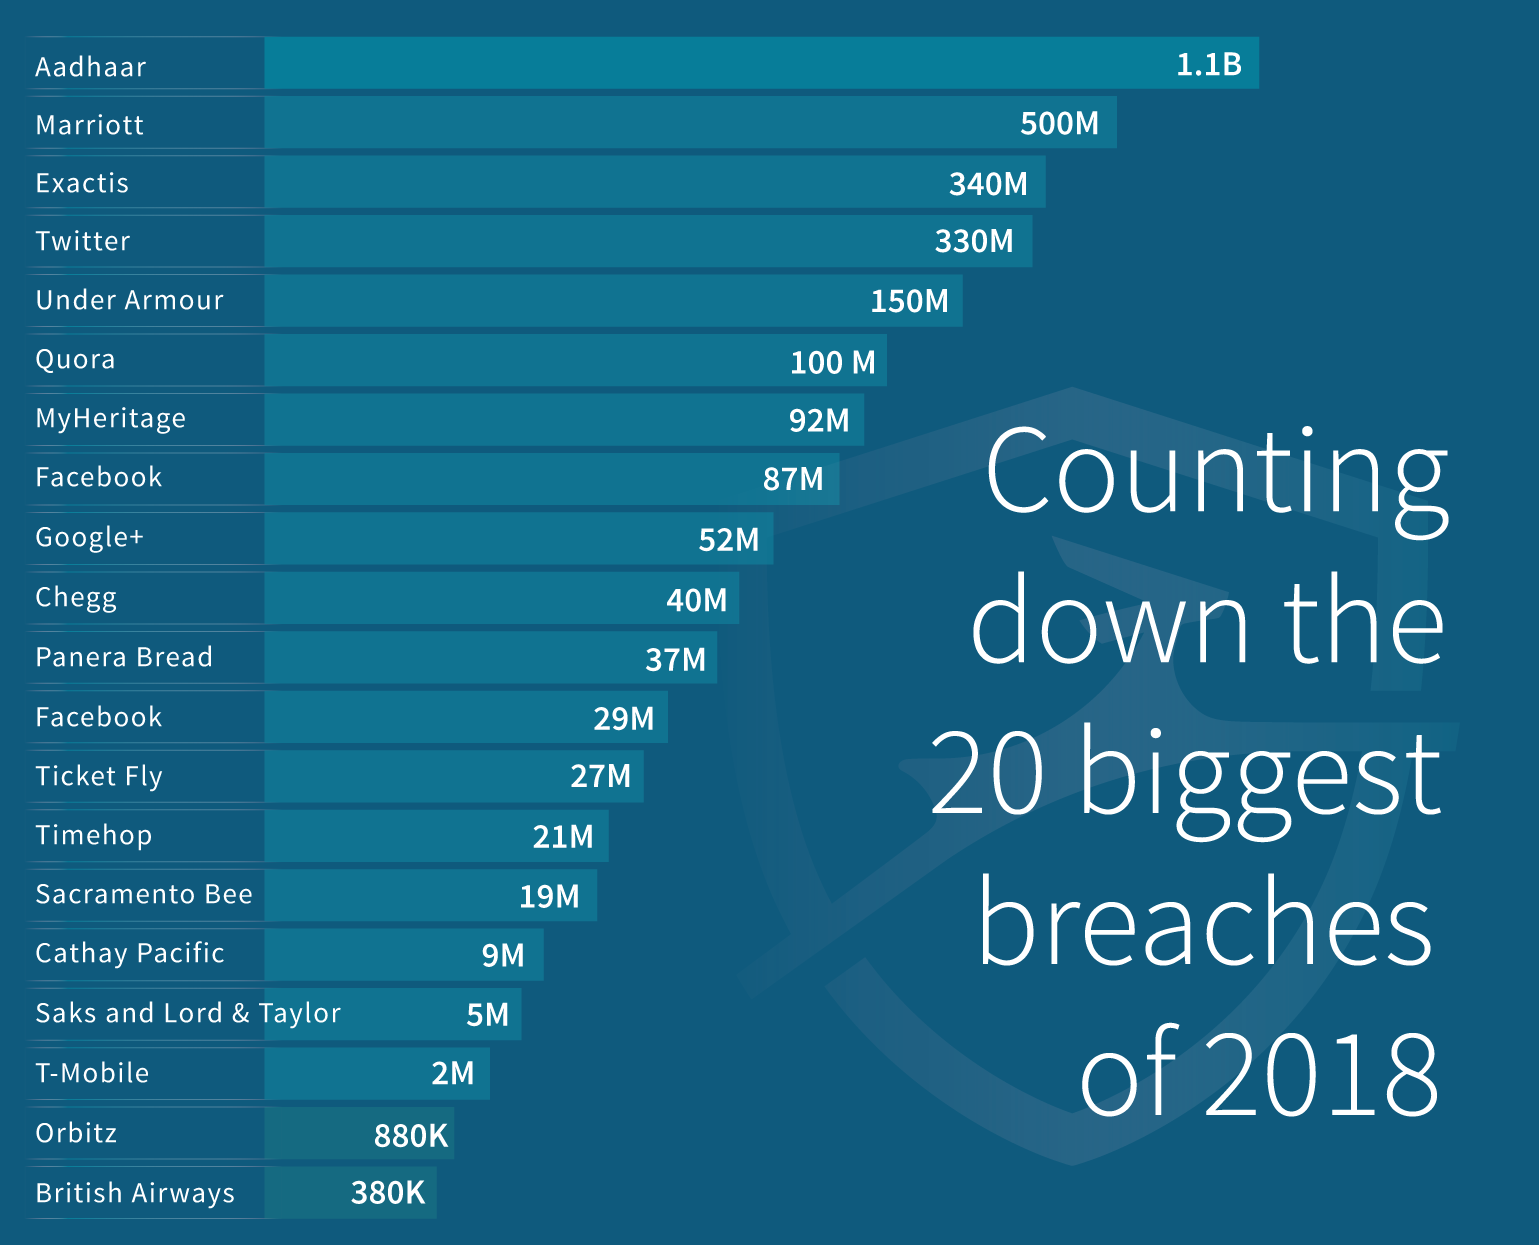 Aadhaar 1.1B
Marriott 500M
Exactis 340M
Twitter 330M
Under Armour 150M
Quora 100 M
MyHeritage 92M
Facebook 87M
Google+ 52M
Chegg 40M
Panera Bread 37M
Facebook 29M
Ticket Fly 27M
Timehop 21M
Sacramento Bee 19M
Cathay Pacific 9M
Saks and Lord & Taylor 5M
T-Mobile 2M
Orbitz 880K
British Airways 380K
Counting
down the
20 biggest
breaches
of 2018